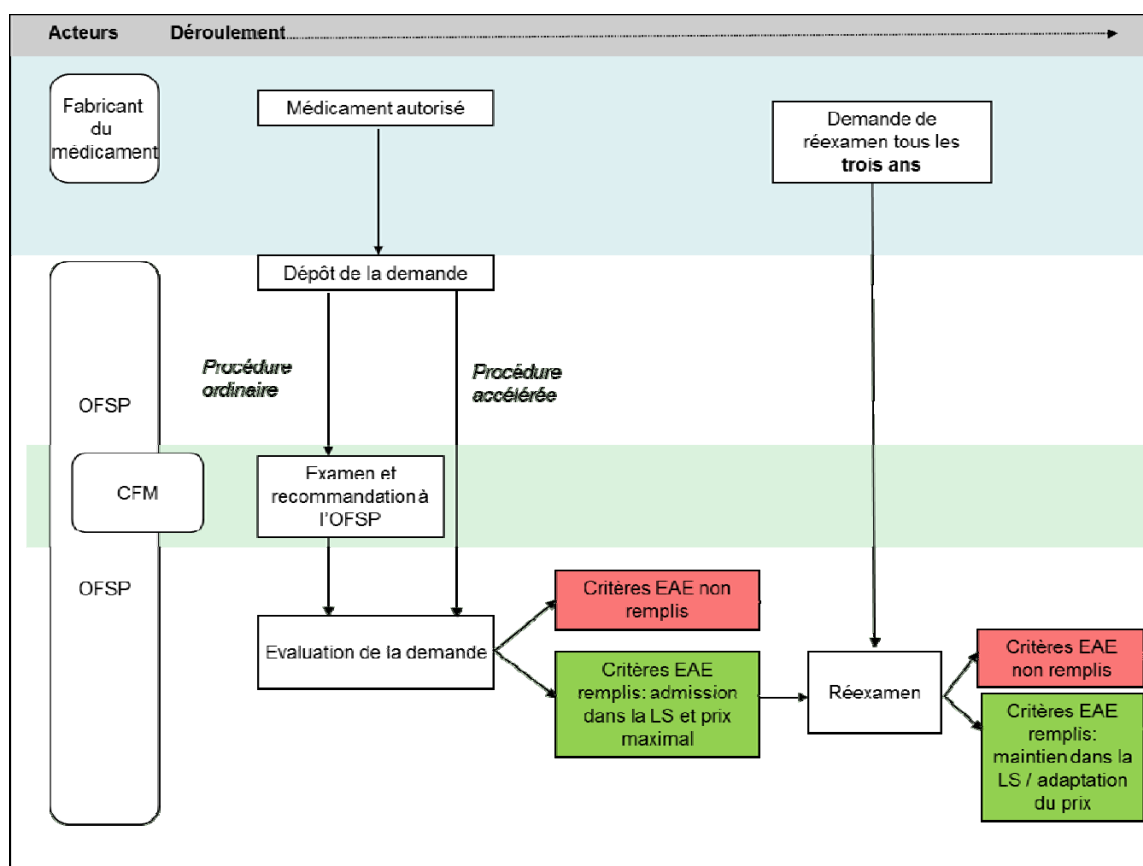 Acteurs
Déroulement
Fabricant
du
médicament
Médicament autorisé
Demande de
réexamen tous les
trois ans
Dépôt de la demande
Procédure
ordinaire
Procédure
accélérée
OFSP
CFM
Examen et
recommandation à
l'OFSP
OFSP
Evaluation de la demande
Critères EAE non
remplis
Critères EAE
remplis: admission
dans la LS et prix
maximal
Réexamen
Critères EAE
non remplis
Critères EAE
remplis:
maintien dans la
LS / adaptation
du prix